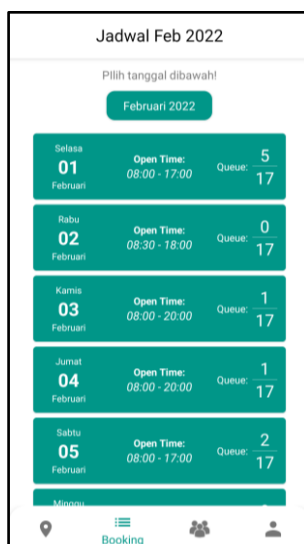 Jadwal Feb 2022
PIlih tanggal dibawah!
Februari 2022
Selasa
01
Februari
Open Time:
08:00 - 17:00
Queue:
5
17
Rabu
02
Februari
Open Time:
08:30 - 18:00
Queue:
0
17
Kamis
03
Februari
Open Time:
08:00 - 20:00
Queue:
1
17
Jumat
04
Februari
Open Time:
08:00 - 20:00
Queue:
1
17
Sabtu
05
Februari
Open Time:
08:00 - 17:00
Queue:
2
17
Minggu
Booking